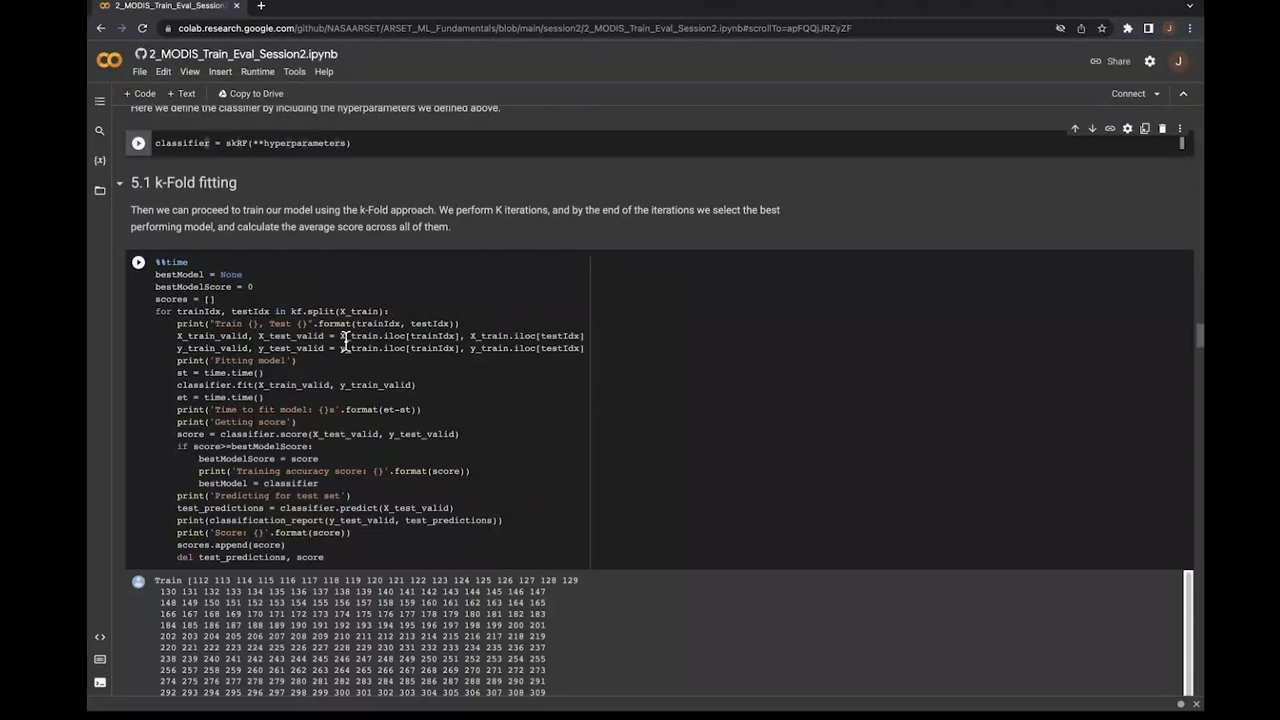 2_MODIS_Train_Eval_Session2.ipynb
colab.research.google.com/github/NASAARSET/ARSET_ML_Fundamentals/blob/main/session2/2_MODIS_Train_Eval_Session2.ipynb#scrollTo=apFQQjJRZyZF
J
2_MODIS_Train_Eval_Session2.ipynb
File Edit View Insert Runtime Tools Help
Share
J
+ Code + Text Copy to Drive
Connect
Here we define the classifier by including the hyperparameters we defined above.
classifier = skRF(**hyperparameters)
5.1 k-Fold fitting
Then we can proceed to train our model using the k-Fold approach. We perform K iterations, and by the end of the iterations we select the best
performing model, and calculate the average score across all of them.
%%time
bestModel = None
bestModelScore = 0
scores = []
for trainIdx, testIdx in kf.split(X_train):
print("Train {}, Test {}".format(trainIdx, testIdx))
X_train_valid, X_test_valid = X_train.iloc[trainIdx], X_train.iloc[testIdx]
y_train_valid, y_test_valid = y_train.iloc[trainIdx], y_train.iloc[testIdx]
print('Fitting model')
st = time.time()
classifier.fit(X_train_valid, y_train_valid)
et = time.time()
print('Time to fit model: {}s'.format(et-st))
print('Getting score')
score = classifier.score(X_test_valid, y_test_valid)
if score>=bestModelScore:
bestModelScore = score
print('Training accuracy score: {}'.format(score))
bestModel = classifier
print('Predicting for test set')
test_predictions = classifier.predict(X_test_valid)
print(classification_report(y_test_valid, test_predictions))
print('Score: {}'.format(score))
scores.append(score)
del test_predictions, score
Train [112 113 114 115 116 117 118 119 120 121 122 123 124 125 126 127 128 129
130 131 132 133 134 135 136 137 138 139 140 141 142 143 144 145 146 147
148 149 150 151 152 153 154 155 156 157 158 159 160 161 162 163 164 165
166 167 168 169 170 171 172 173 174 175 176 177 178 179 180 181 182 183
184 185 186 187 188 189 190 191 192 193 194 195 196 197 198 199 200 201
202 203 204 205 206 207 208 209 210 211 212 213 214 215 216 217 218 219
220 221 222 223 224 225 226 227 228 229 230 231 232 233 234 235 236 237
238 239 240 241 242 243 244 245 246 247 248 249 250 251 252 253 254 255
256 257 258 259 260 261 262 263 264 265 266 267 268 269 270 271 272 273
274 275 276 277 278 279 280 281 282 283 284 285 286 287 288 289 290 291
292 293 294 295 296 297 298 299 300 301 302 303 304 305 306 307 308 309